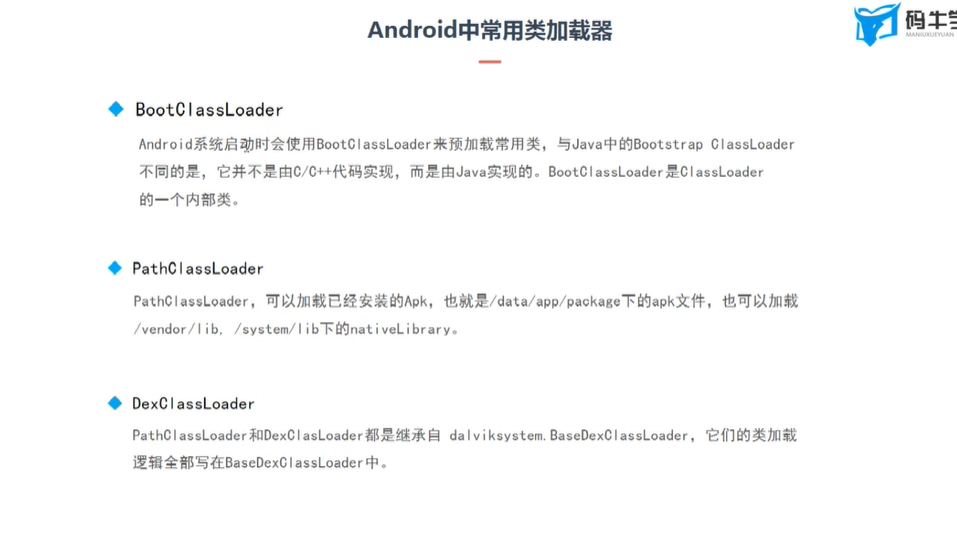 Android中常用类加载器
码牛学
MANIUXUEYUAN
BootClassLoader
Android系统启动时会使用BootClassLoader来预加载常用类，与Java中的Bootstrap ClassLoader
不同的是，它并不是由C/C++代码实现，而是由Java实现的。BootClassLoader是ClassLoader
的一个内部类。
PathClassLoader
PathClassLoader，可以加载已经安装的Apk，也就是/data/app/package下的apk文件，也可以加载
/vendor/lib, /system/lib下的nativeLibrary。
DexClassLoader
PathClassLoader和DexClasLoader都是继承自 dalviksystem.BaseDexClassLoader，它们的类加载
逻辑全部写在BaseDexClassLoader中。